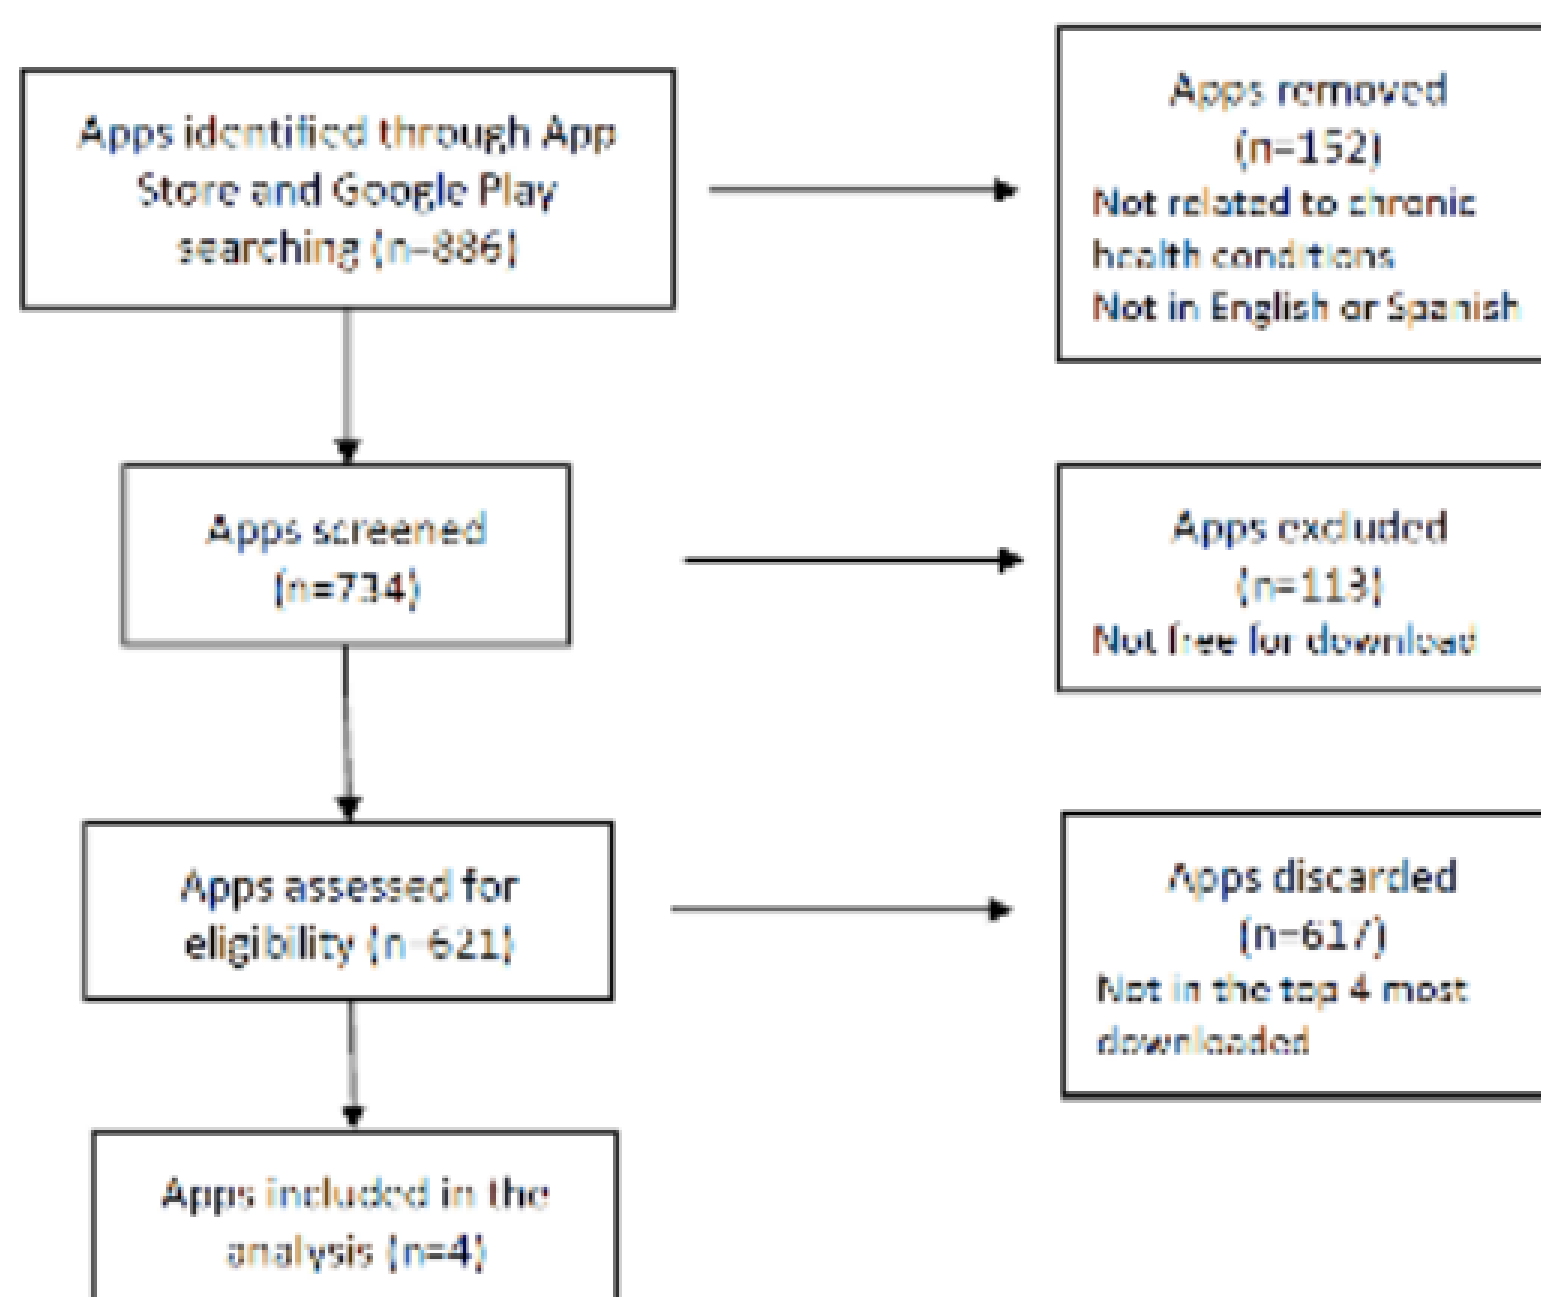 Apps identified through App
Store and Google Play
searching (n=886)
Apps removed
(n=152)
Not related to chronic
health conditions
Not in English or Spanish
Apps screened
(n=734)
Apps excluded
(n=113)
Not free for download
Apps assessed for
eligibility (n=621)
Apps discarded
(n=617)
Not in the top 4 most
downloaded
Apps included in the
analysis (n=4)